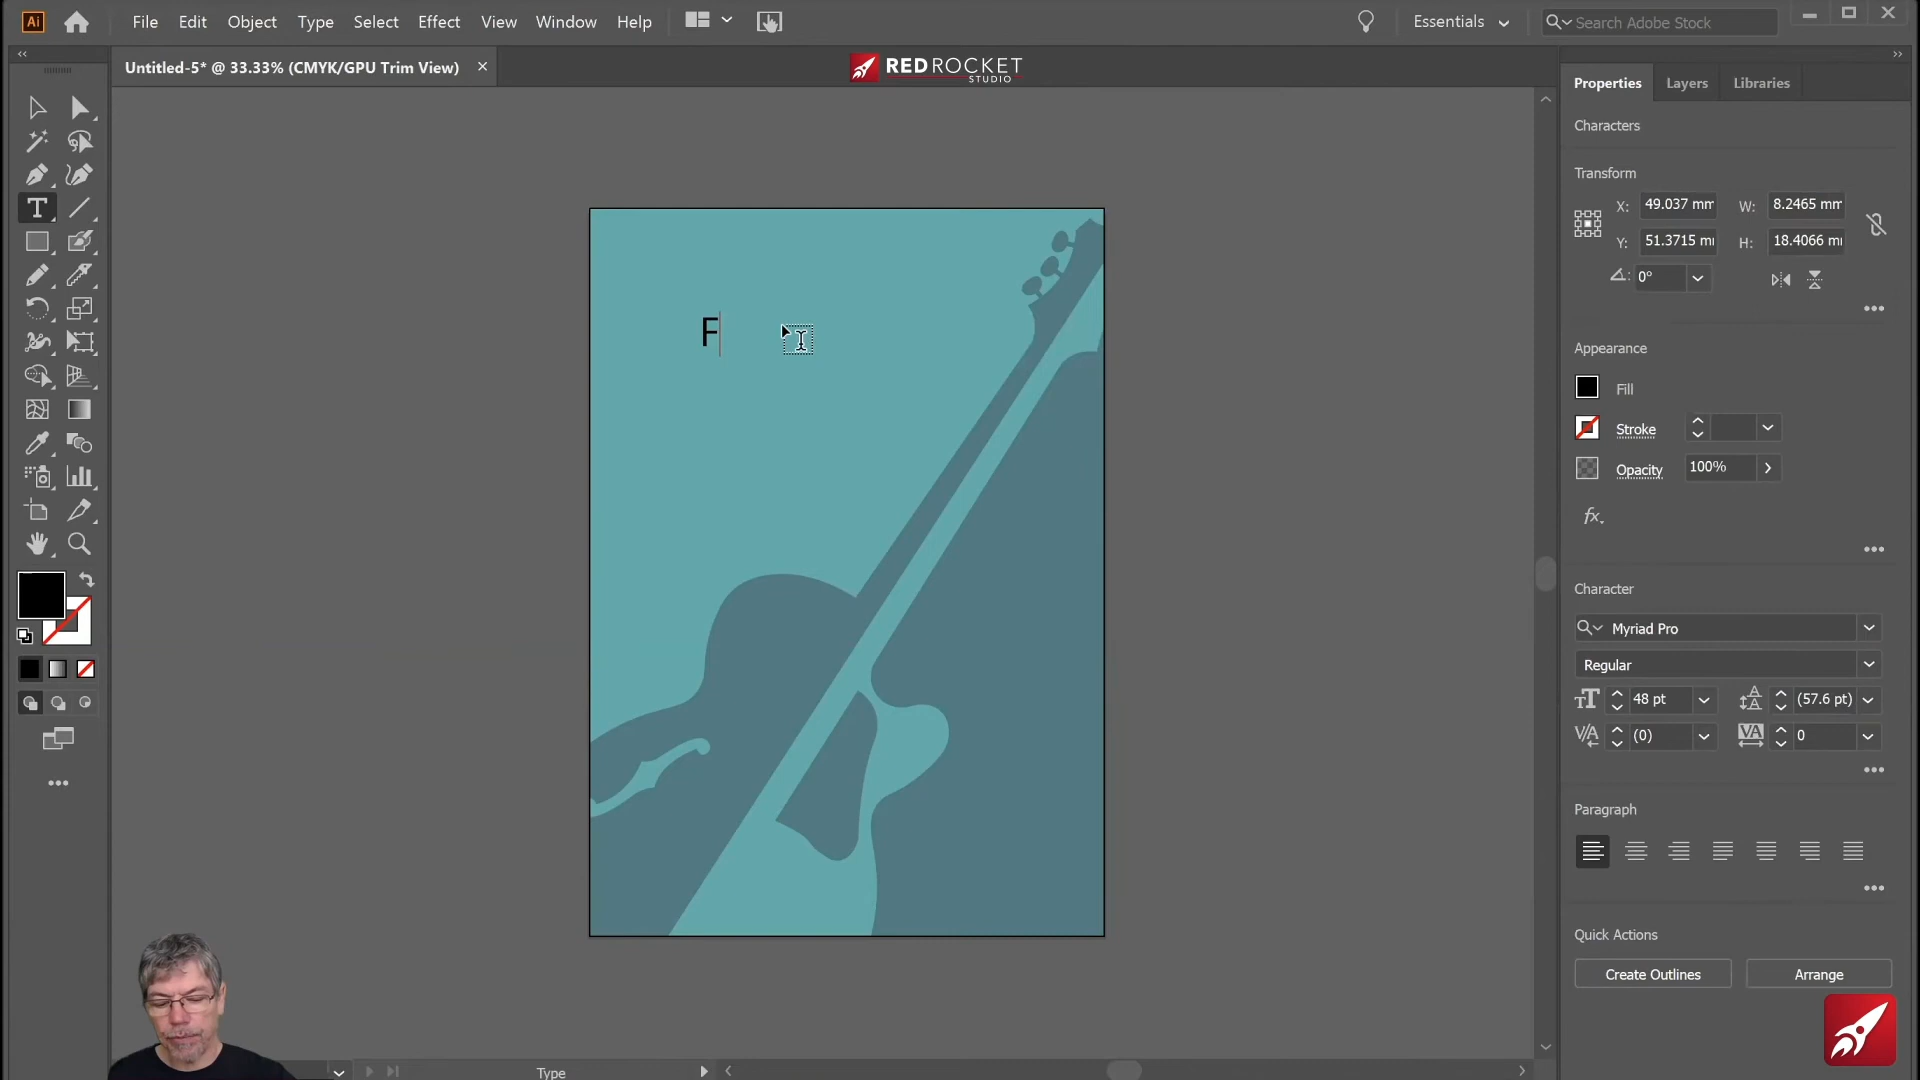 Ai
File Edit Object Type Select Effect View Window Help
Essentials
Search Adobe Stock
Untitled-5* @ 33.33% (CMYK/GPU Trim View)
REDROCKET
STUDIO
Properties Layers Libraries
Characters
Transform
X: 49.037 mm W: 8.2465 mm
Y: 51.3715 m H: 18.4066 m
0°
F
Appearance
Fill
Stroke
Opacity 100%
fx.
Character
Myriad Pro
Regular
48 pt (57.6 pt)
(0) 0
Paragraph
Quick Actions
Create Outlines Arrange
Type